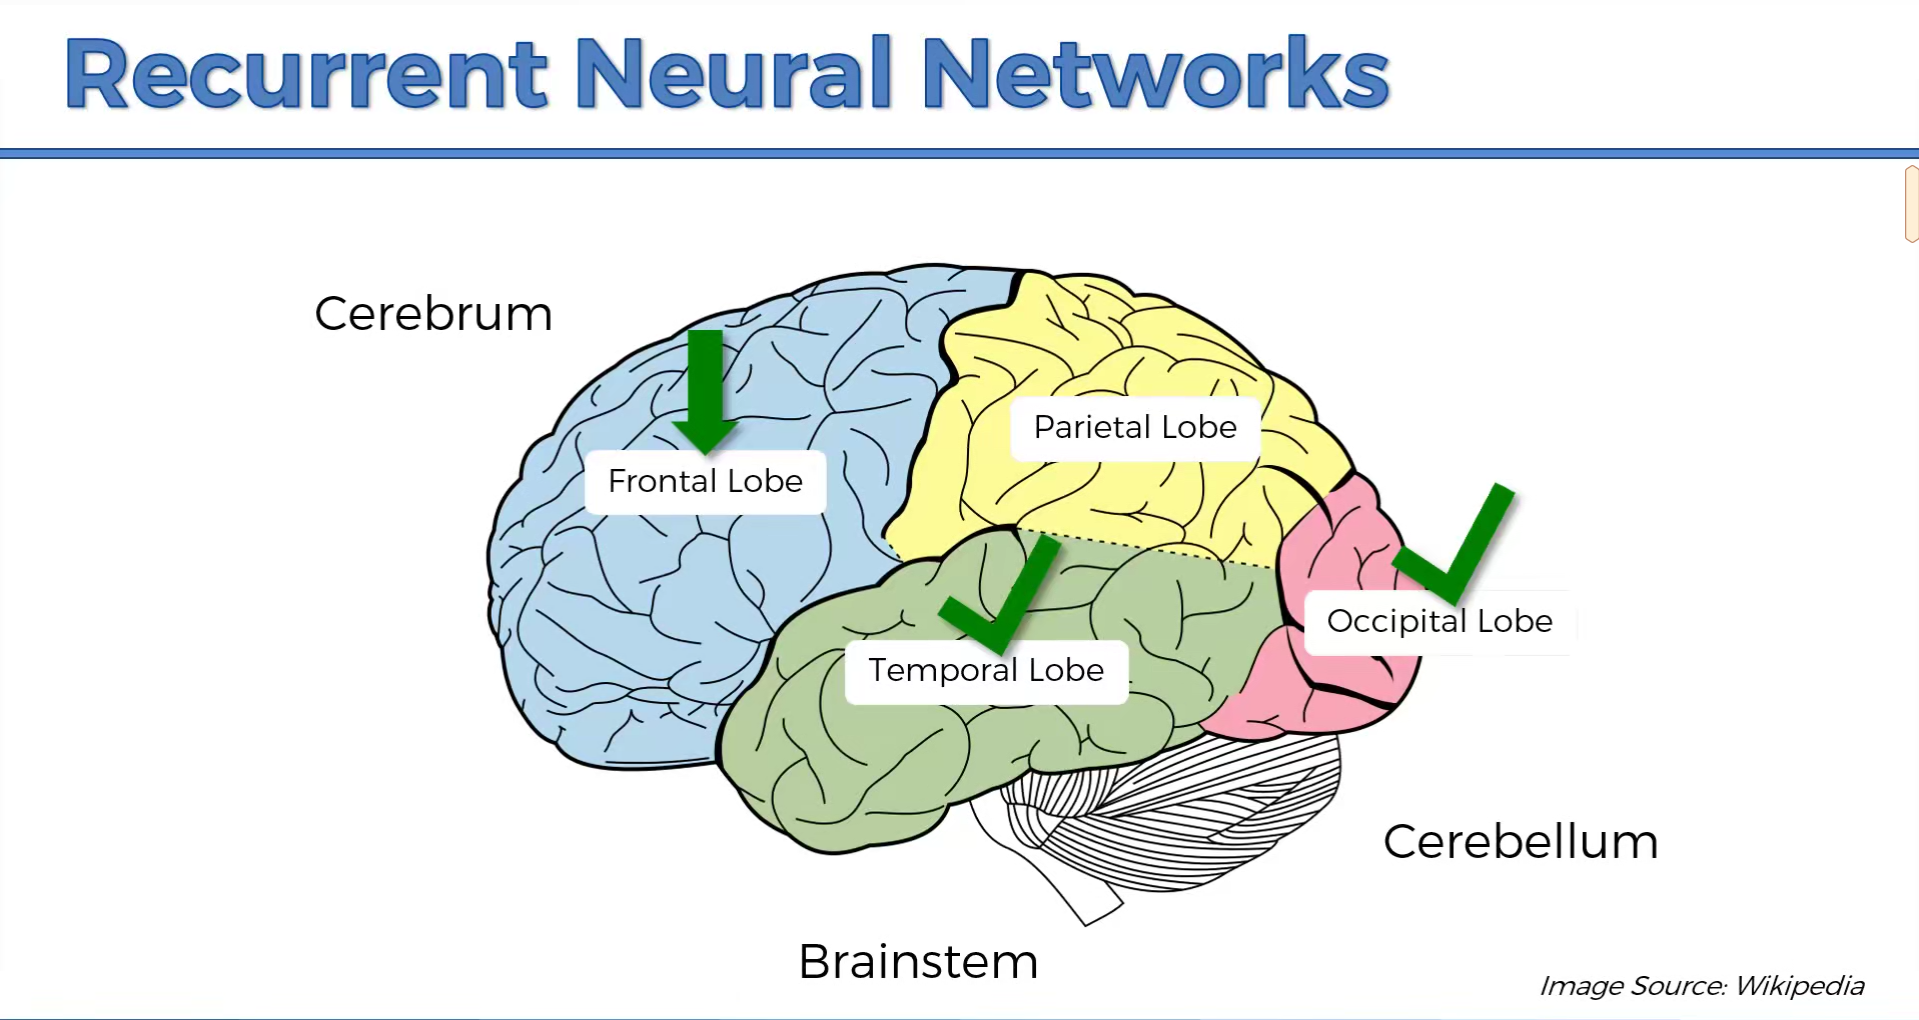 Recurrent Neural Networks
Cerebrum
Parietal Lobe
Frontal Lobe
Occipital Lobe
Temporal Lobe
Cerebellum
Brainstem
Image Source: Wikipedia